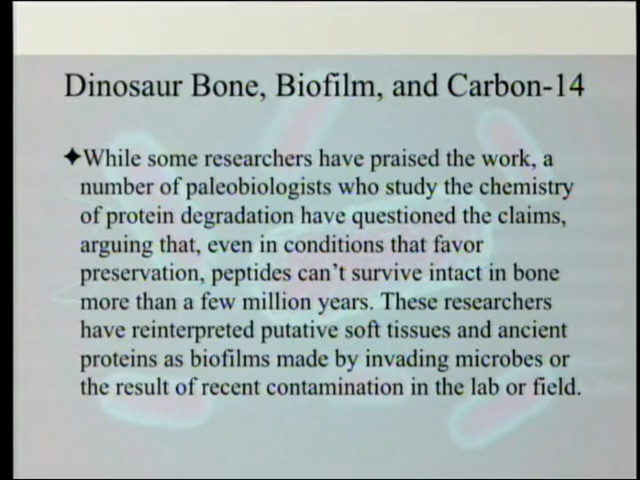 Dinosaur Bone, Biofilm, and Carbon-14
✦While some researchers have praised the work, a
number of paleobiologists who study the chemistry
of protein degradation have questioned the claims,
arguing that, even in conditions that favor
preservation, peptides can't survive intact in bone
more than a few million years. These researchers
have reinterpreted putative soft tissues and ancient
proteins as biofilms made by invading microbes or
the result of recent contamination in the lab or field.